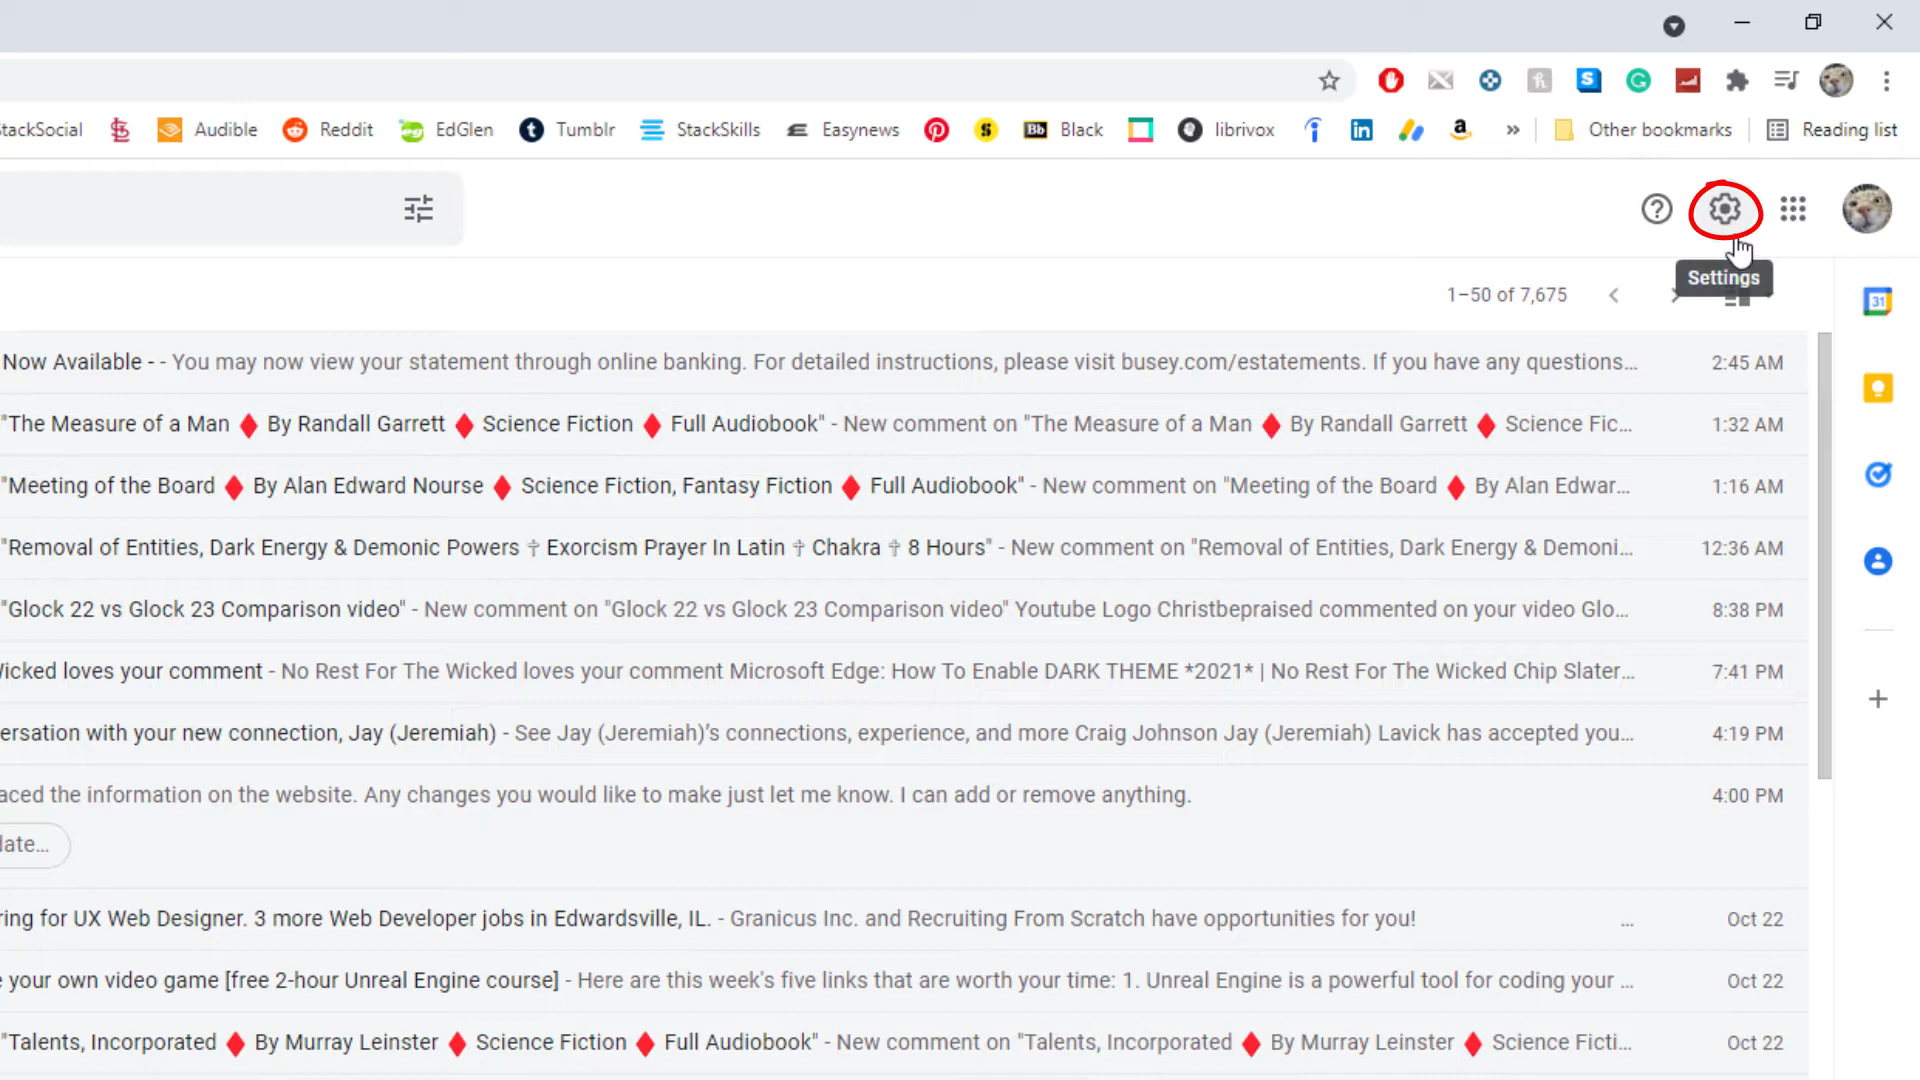 StackSocial Audible Reddit EdGlen Tumblr StackSkills Easynews Bb Black librivox Other bookmarks Reading list
Settings
1–50 of 7,675
31
Now Available - - You may now view your statement through online banking. For detailed instructions, please visit busey.com/estatements. If you have any questions... 2:45 AM
"The Measure of a Man ♦ By Randall Garrett ♦ Science Fiction ♦ Full Audiobook" - New comment on "The Measure of a Man ♦ By Randall Garrett ♦ Science Fic... 1:32 AM
"Meeting of the Board ♦ By Alan Edward Nourse ♦ Science Fiction, Fantasy Fiction ♦ Full Audiobook" - New comment on "Meeting of the Board ♦ By Alan Edwar... 1:16 AM
"Removal of Entities, Dark Energy & Demonic Powers ✞ Exorcism Prayer In Latin ✞ Chakra ✞ 8 Hours" - New comment on "Removal of Entities, Dark Energy & Demoni... 12:36 AM
"Glock 22 vs Glock 23 Comparison video" - New comment on "Glock 22 vs Glock 23 Comparison video" Youtube Logo Christbepraised commented on your video Glo... 8:38 PM
Wicked loves your comment - No Rest For The Wicked loves your comment Microsoft Edge: How To Enable DARK THEME *2021* | No Rest For The Wicked Chip Slater... 7:41 PM
ersation with your new connection, Jay (Jeremiah) - See Jay (Jeremiah)’s connections, experience, and more Craig Johnson Jay (Jeremiah) Lavick has accepted you... 4:19 PM
aced the information on the website. Any changes you would like to make just let me know. I can add or remove anything. 4:00 PM
date...
ring for UX Web Designer. 3 more Web Developer jobs in Edwardsville, IL. - Granicus Inc. and Recruiting From Scratch have opportunities for you! ... Oct 22
e your own video game [free 2-hour Unreal Engine course] - Here are this week's five links that are worth your time: 1. Unreal Engine is a powerful tool for coding your ... Oct 22
"Talents, Incorporated ♦ By Murray Leinster ♦ Science Fiction ♦ Full Audiobook" - New comment on "Talents, Incorporated ♦ By Murray Leinster ♦ Science Ficti... Oct 22